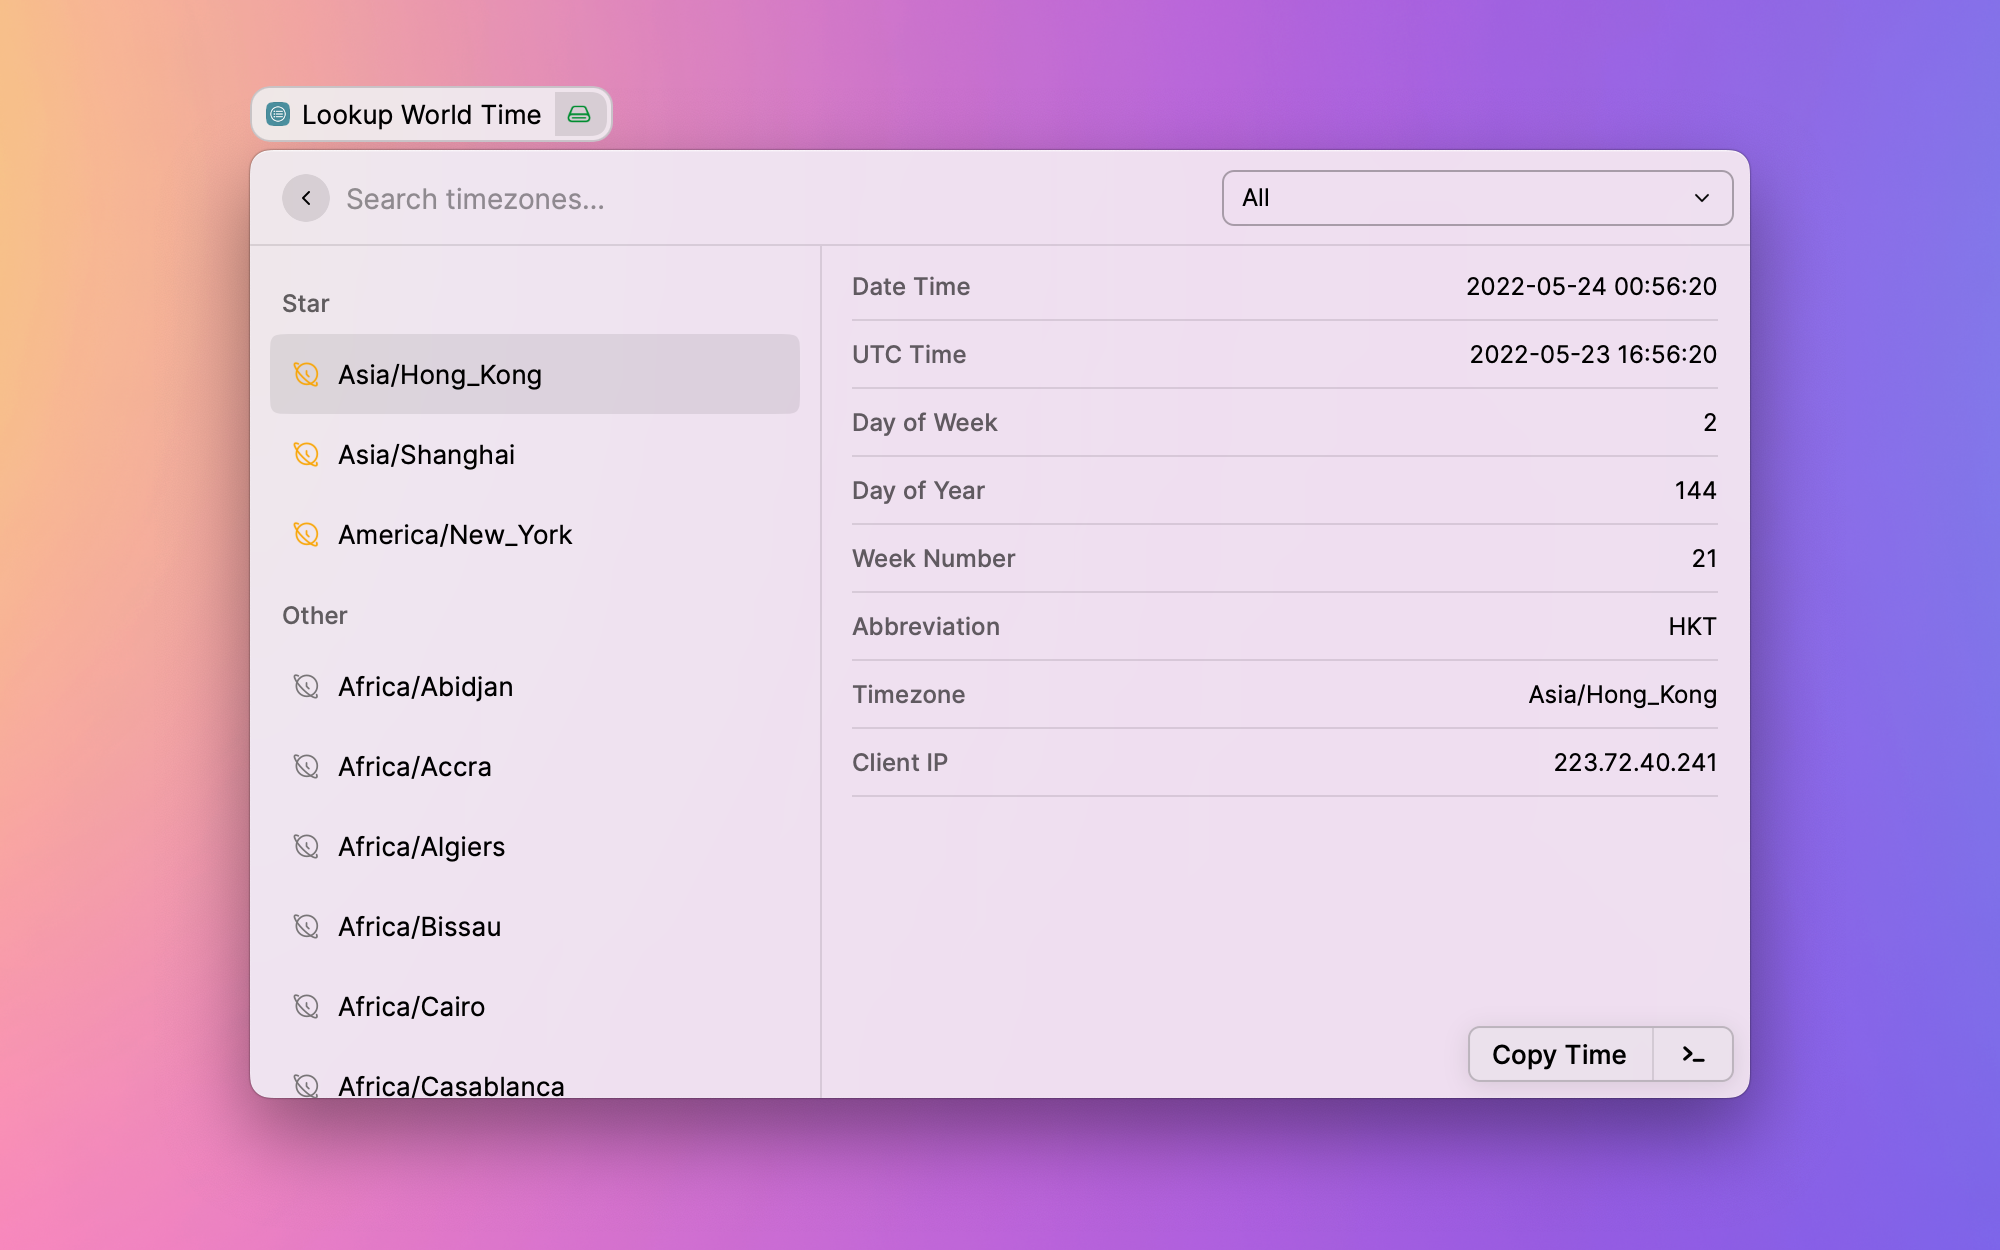 Lookup World Time
Search timezones...
All
Star
Asia/Hong_Kong
Asia/Shanghai
America/New_York
Other
Africa/Abidjan
Africa/Accra
Africa/Algiers
Africa/Bissau
Africa/Cairo
Africa/Casablanca
Date Time 2022-05-24 00:56:20
UTC Time 2022-05-23 16:56:20
Day of Week 2
Day of Year 144
Week Number 21
Abbreviation HKT
Timezone Asia/Hong_Kong
Client IP 223.72.40.241
Copy Time